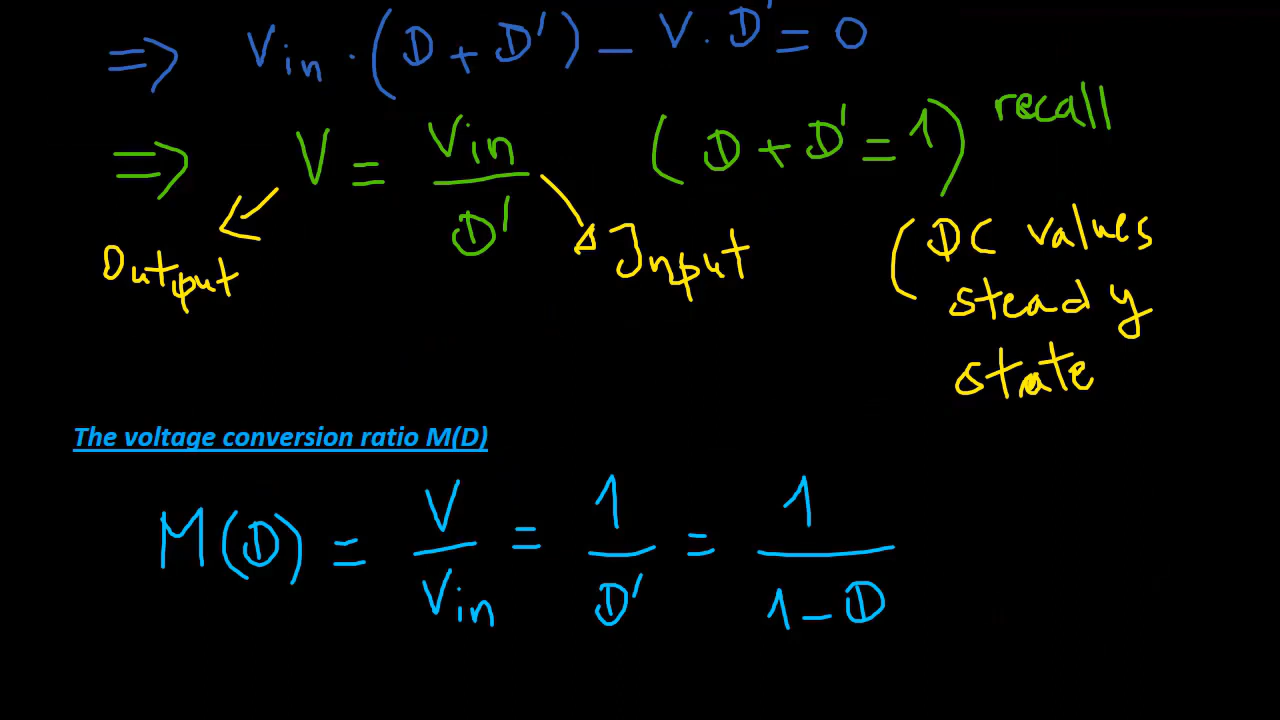 ⇒ Vin · (D + D') – V · D' = 0
⇒ V = Vin / D' (D + D' = 1) recall
Output
Input
(DC values
steady
state
The voltage conversion ratio M(D)
M(D) = V / Vin = 1 / D' = 1 / 1 – D